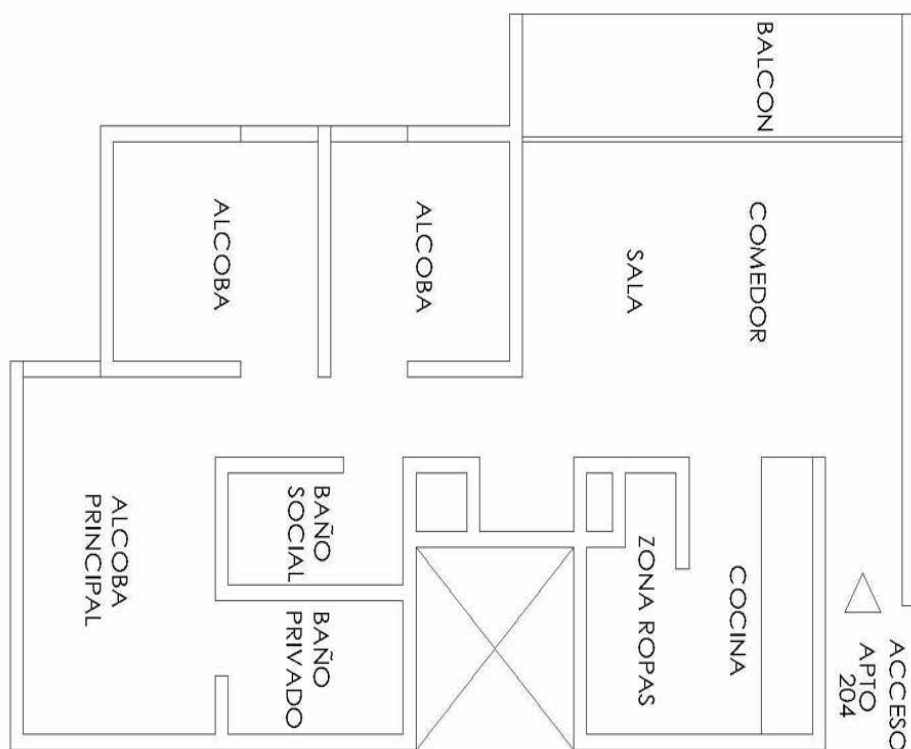 BALCON
COMEDOR
SALA
ALCOBA
ALCOBA
ALCOBA
PRINCIPAL
BAÑO
SOCIAL
BAÑO
PRIVADO
ZONA ROPAS
COCINA
ACCESO
APTO
204